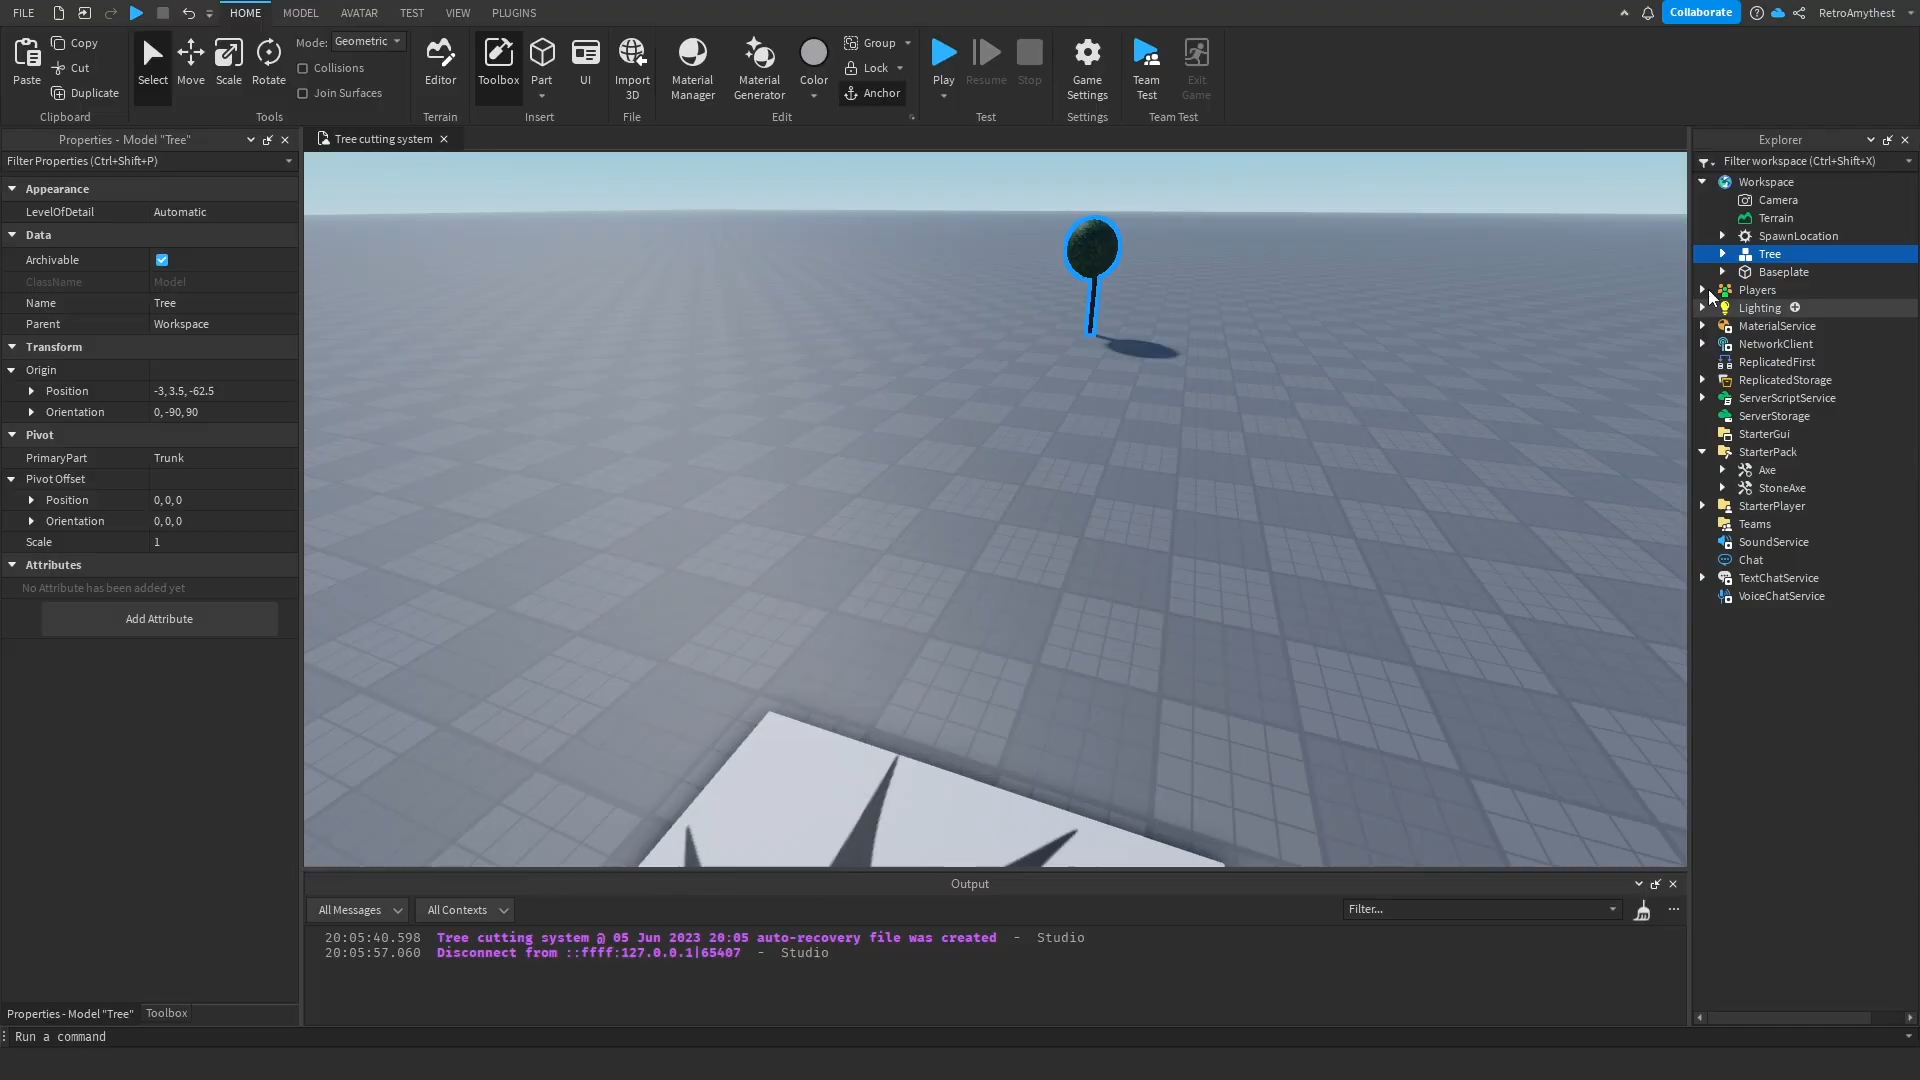 FILE HOME MODEL AVATAR TEST VIEW PLUGINS Collaborate RetroAmythest
Paste Copy Cut Duplicate Clipboard
Select Move Scale Rotate Mode: Geometric Collisions Join Surfaces Tools
Editor Terrain
Toolbox Part UI Insert
Import 3D File
Material Manager Material Generator Color Group Lock Anchor Edit
Play Resume Stop Test
Game Settings Settings
Team Test Exit Game Team Test
Properties - Model "Tree"
Filter Properties (Ctrl+Shift+P)
Appearance
LevelOfDetail Automatic
Data
Archivable
ClassName Model
Name Tree
Parent Workspace
Transform
Origin
Position -3, 3.5, -62.5
Orientation 0, -90, 90
Pivot
PrimaryPart Trunk
Pivot Offset
Position 0, 0, 0
Orientation 0, 0, 0
Scale 1
Attributes
No Attribute has been added yet
Add Attribute
Properties - Model "Tree" Toolbox
Tree cutting system
Output
All Messages All Contexts Filter...
20:05:40.598 Tree cutting system @ 05 Jun 2023 20:05 auto-recovery file was created - Studio
20:05:57.060 Disconnect from ::ffff:127.0.0.1|65407 - Studio
Explorer
Filter workspace (Ctrl+Shift+X)
Workspace
Camera
Terrain
SpawnLocation
Tree
Baseplate
Players
Lighting
MaterialService
NetworkClient
ReplicatedFirst
ReplicatedStorage
ServerScriptService
ServerStorage
StarterGui
StarterPack
Axe
StoneAxe
StarterPlayer
Teams
SoundService
Chat
TextChatService
VoiceChatService
Run a command